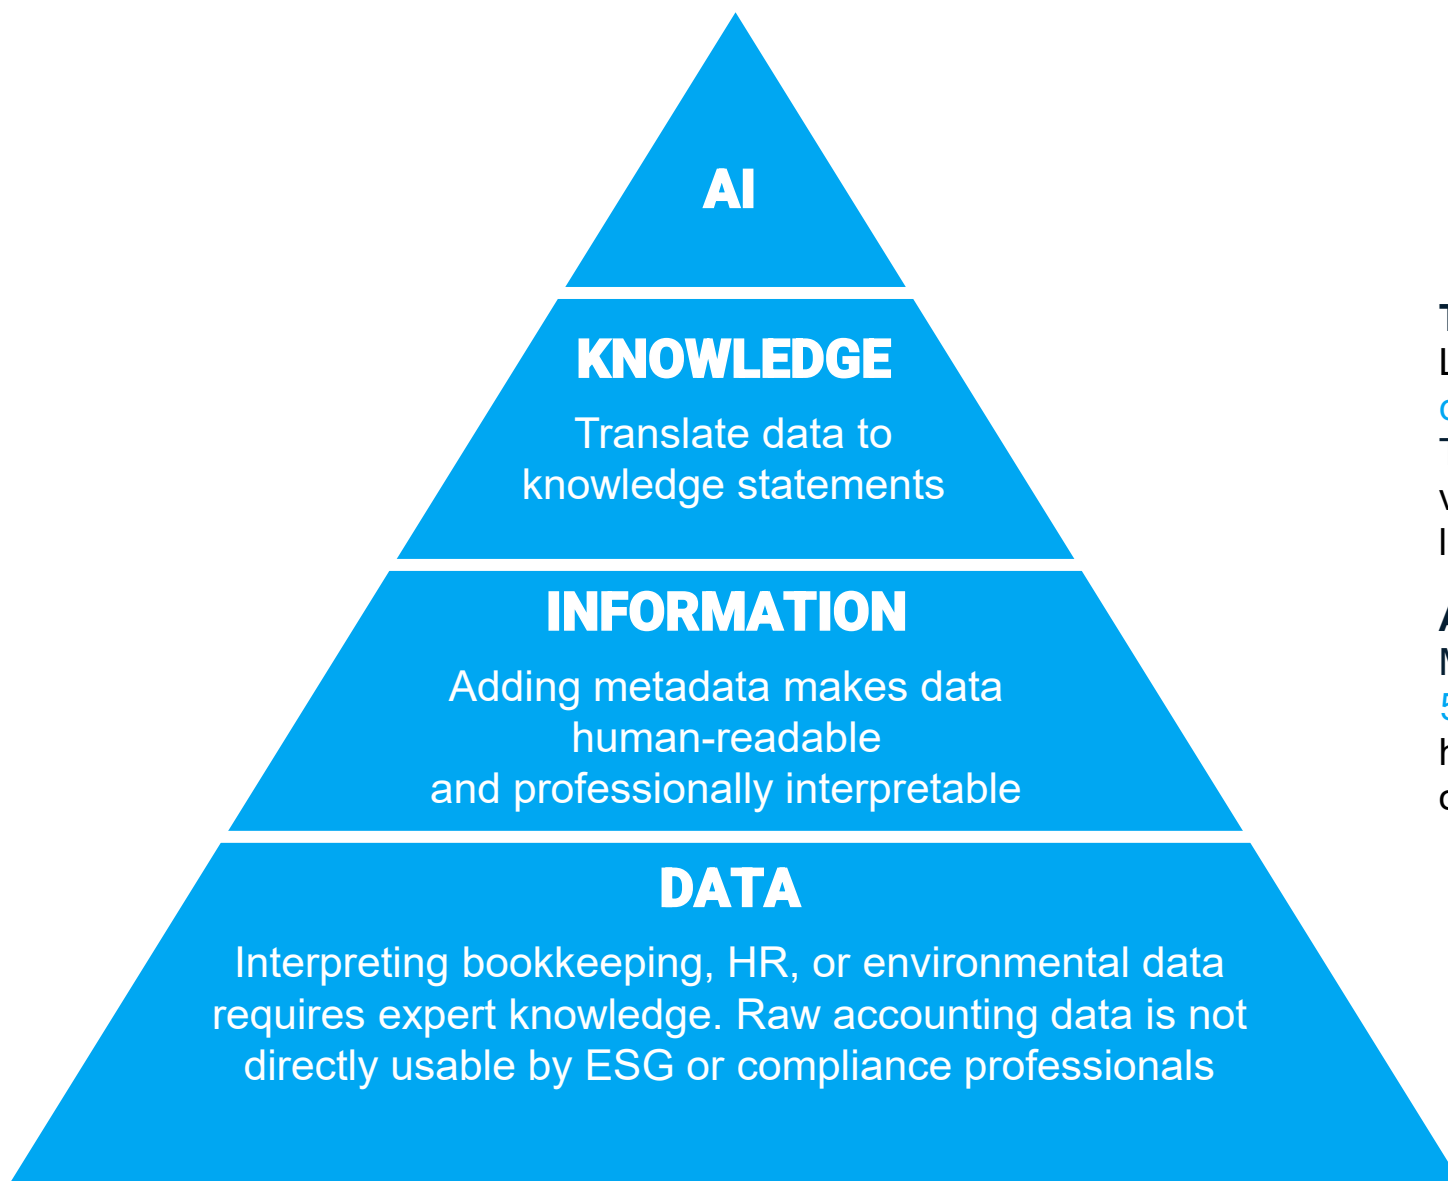 AI
KNOWLEDGE
Translate data to
knowledge statements
INFORMATION
Adding metadata makes data
human-readable
and professionally interpretable
DATA
Interpreting bookkeeping, HR, or environmental data
requires expert knowledge. Raw accounting data is not
directly usable by ESG or compliance professionals